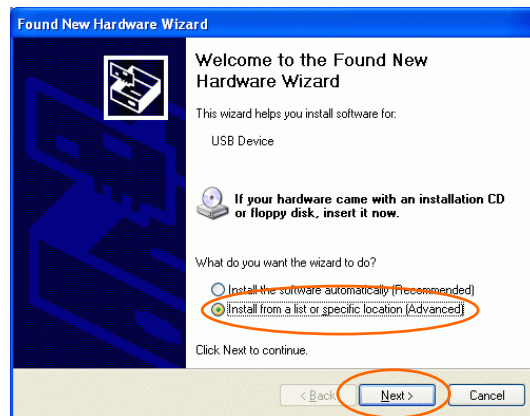 Found New Hardware Wizard
Welcome to the Found New
Hardware Wizard
This wizard helps you install software for:
USB Device
If your hardware came with an installation CD
or floppy disk, insert it now.
What do you want the wizard to do?
Install the software automatically (Recommended)
Install from a list or specific location (Advanced)
Click Next to continue.
< Back
Next >
Cancel